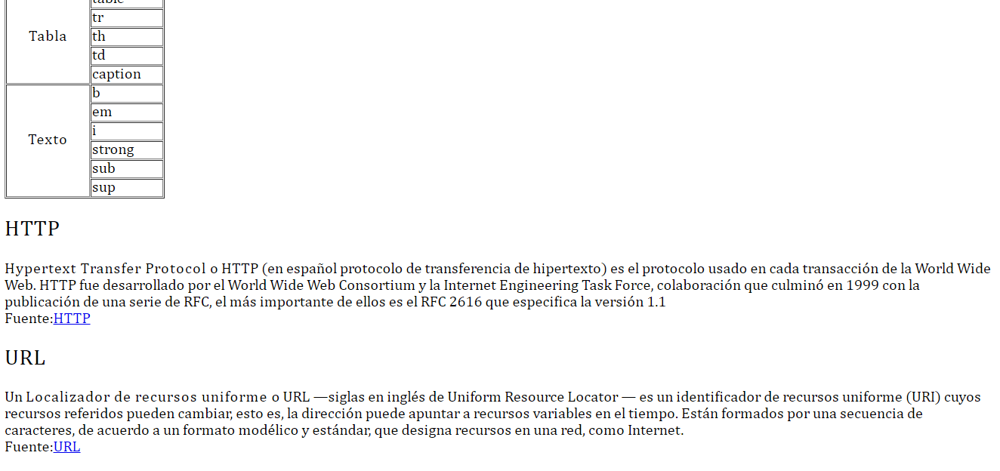 table
tr
Tabla
th
td
caption
b
em
i
Texto
strong
sub
sup
HTTP
Hypertext Transfer Protocol o HTTP (en español protocolo de transferencia de hipertexto) es el protocolo usado en cada transacción de la World Wide
Web. HTTP fue desarrollado por el World Wide Web Consortium y la Internet Engineering Task Force, colaboración que culminó en 1999 con la
publicación de una serie de RFC, el más importante de ellos es el RFC 2616 que especifica la versión 1.1
Fuente:HTTP
URL
Un Localizador de recursos uniforme o URL —siglas en inglés de Uniform Resource Locator — es un identificador de recursos uniforme (URI) cuyos
recursos referidos pueden cambiar, esto es, la dirección puede apuntar a recursos variables en el tiempo. Están formados por una secuencia de
caracteres, de acuerdo a un formato modélico y estándar, que designa recursos en una red, como Internet.
Fuente:URL